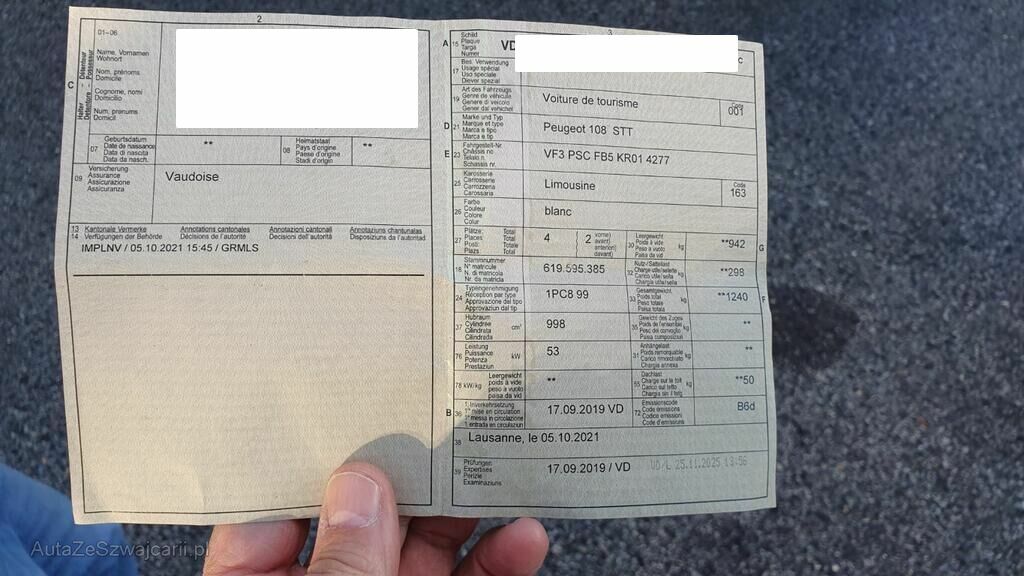 2
01-06
Halter - Détenteur
Detentore - Possessur
C
Name, Vornamen
Wohnort
Nom, prénoms
Domicile
Cognome, nomi
Domicilio
Num, prenums
Domicil
07
Geburtsdatum
Date de naissance
Data di nascita
Data da nasch.
**
08
Heimatstaat
Pays d'origine
Paese d'origine
Stadi d'origin
**
09
Versicherung
Assurance
Assicurazione
Assicuranza
Vaudoise
13 Kantonale Vermerke Annotations cantonales Annotazioni cantonali Annotaziuns chantunalas
14 Verfügungen der Behörde Décisions de l'autorité Decisioni dell'autorità Disposiziuns da l'autoritad
IMPLNV / 05.10.2021 15:45 / GRMLS
3
A 15
Schild
Plaque
Targa
Numer
VD
17
Bes. Verwendung
Usage spécial
Uso speciale
Diever spezial
19
Art des Fahrzeugs
Genre de véhicule
Genere di veicolo
Gener dal vehichel
Voiture de tourisme
Code
001
D 21
Marke und Typ
Marque et type
Marca e tipo
Marca e tip
Peugeot 108 STT
E 23
Fahrgestell-Nr.
Châssis no
Telaio n.
Schassis nr.
VF3 PSC FB5 KR01 4277
25
Karosserie
Carrosserie
Carrozzeria
Carossaria
Limousine
Code
163
26
Farbe
Couleur
Colore
Colur
blanc
27
Plätze: Total
Places: Total
Posti: Totale
Plazs: Total
4
2
vorne)
avant)
anteriori)
davant)
30
Leergewicht
Poids à vide
Peso a vuoto
Paisa da vid
kg
**942
G
18
Stammnummer
N° matricule
N. di matricola
Nr. da matricla
619.595.385
32
Nutz-/Sattellast
Charge utile/sellette
Carico utile/sella
Chargia utila/sella
kg
**298
24
Typengenehmigung
Réception par type
Approvazione del tipo
Approvaziun dal tip
1PC8 99
33
Gesamtgewicht
Poids total
Peso totale
Paisa totala
kg
**1240
F
37
Hubraum
Cylindrée
Cilindrata
Cilindrada
cm³
998
35
Gewicht des Zuges
Poids de l'ensemble
Peso del convoglio
Paisa cumposiziun
kg
**
76
Leistung
Puissance
Potenza
Prestaziun
kW
53
31
Anhängelast
Poids remorquable
Carico rimorchiato
Chargia annexa
kg
**
78 kW/kg
Leergewicht
poids à vide
peso a vuoto
paisa da vid
**
55
Dachlast
Charge sur le toit
Carico sul tetto
Chargia sin il tetg
kg
**50
B 36
1. Inverkehrsetzung
1re mise en circulation
1a messa in circolazione
1. entrada en circulaziun
17.09.2019 VD
72
Emissionscode
Code émissions
Codice emissioni
Code d'emissiuns
B6d
38
Lausanne, le 05.10.2021
39
Prüfungen
Expertises
Perizie
Examinaziuns
17.09.2019 / VD
VD/L 25.11.2025 13:56
AutaZeSzwajcarii.pl